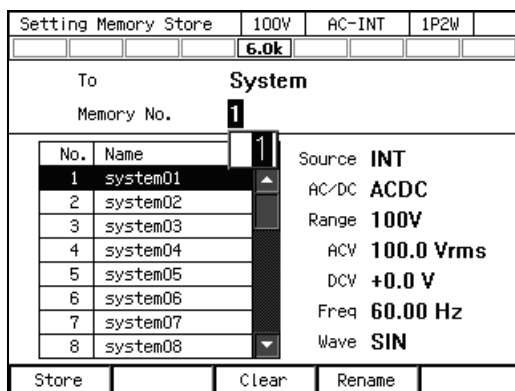 Setting Memory Store 100V AC-INT 1P2W
6.0k
To System
Memory No. 1
1
No. Name
1 system01
2 system02
3 system03
4 system04
5 system05
6 system06
7 system07
8 system08
Source INT
AC/DC ACDC
Range 100V
ACV 100.0 Vrms
DCV +0.0 V
Freq 60.00 Hz
Wave SIN
Store Clear Rename